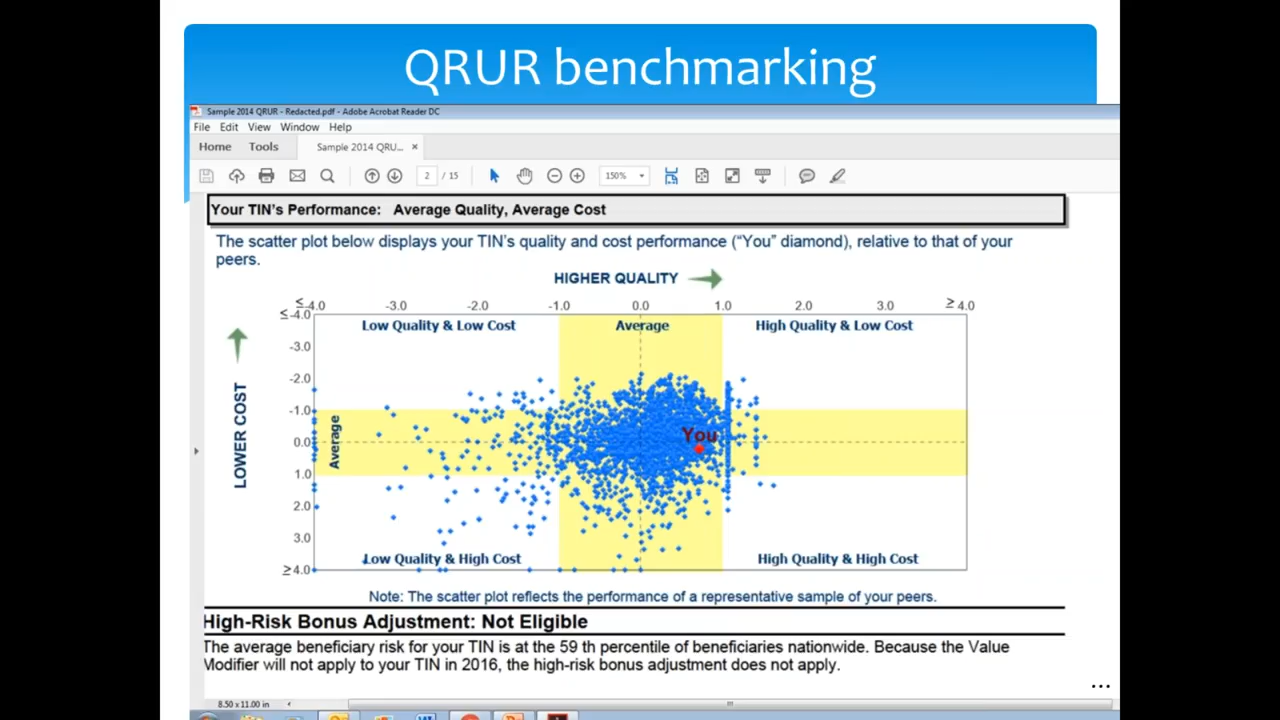 QRUR benchmarking
Sample 2014 QRUR - Redacted.pdf - Adobe Acrobat Reader DC
File Edit View Window Help
Home Tools Sample 2014 QRU... ×
2 / 15 150%
Your TIN's Performance: Average Quality, Average Cost
The scatter plot below displays your TIN's quality and cost performance ("You" diamond), relative to that of your
peers.
HIGHER QUALITY
≤-4.0 -3.0 -2.0 -1.0 0.0 1.0 2.0 3.0 ≥ 4.0
≤-4.0
Low Quality & Low Cost Average High Quality & Low Cost
-3.0
-2.0
-1.0
0.0
1.0
2.0
3.0
≥4.0
LOWER COST
Average
You
Low Quality & High Cost High Quality & High Cost
Note: The scatter plot reflects the performance of a representative sample of your peers.
High-Risk Bonus Adjustment: Not Eligible
The average beneficiary risk for your TIN is at the 59 th percentile of beneficiaries nationwide. Because the Value
Modifier will not apply to your TIN in 2016, the high-risk bonus adjustment does not apply.
...
8.50 x 11.00 in